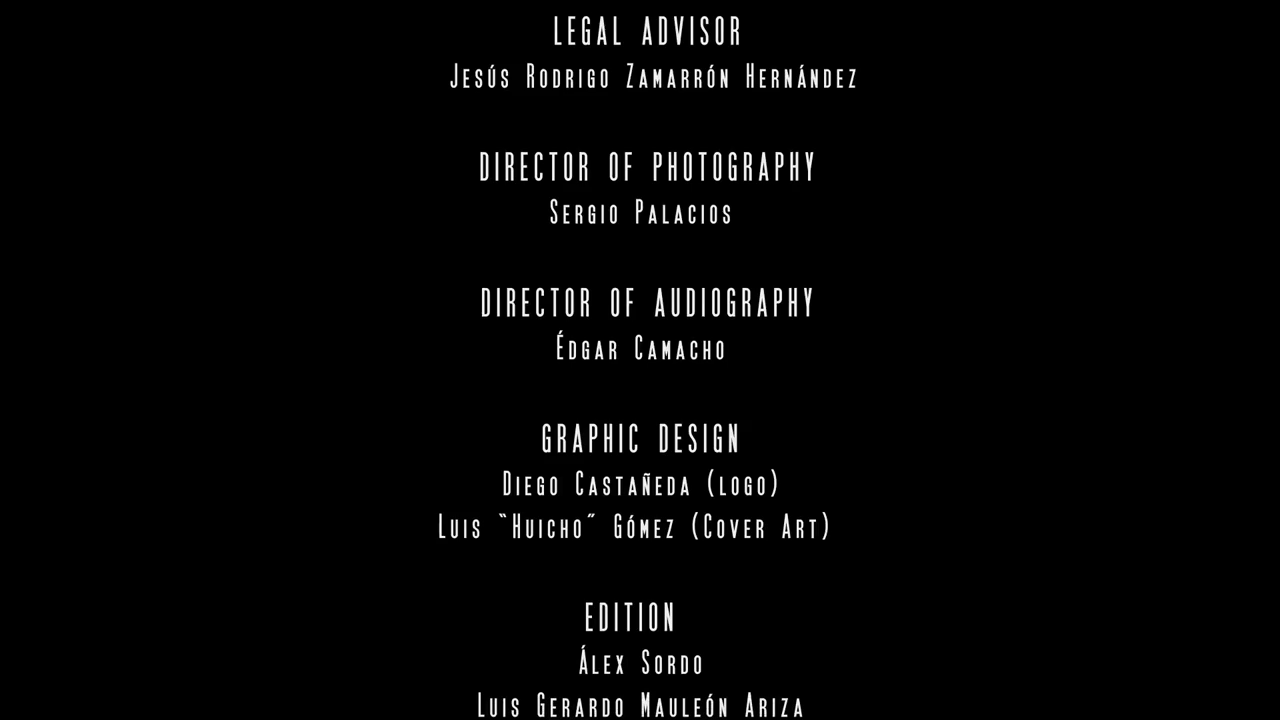 LEGAL ADVISOR
Jesús Rodrigo Zamarrón Hernández
DIRECTOR OF PHOTOGRAPHY
Sergio Palacios
DIRECTOR OF AUDIOGRAPHY
Édgar Camacho
GRAPHIC DESIGN
Diego Castañeda (logo)
Luis “Huicho” Gómez (Cover Art)
EDITION
Álex Sordo
Luis Gerardo Mauleón Ariza